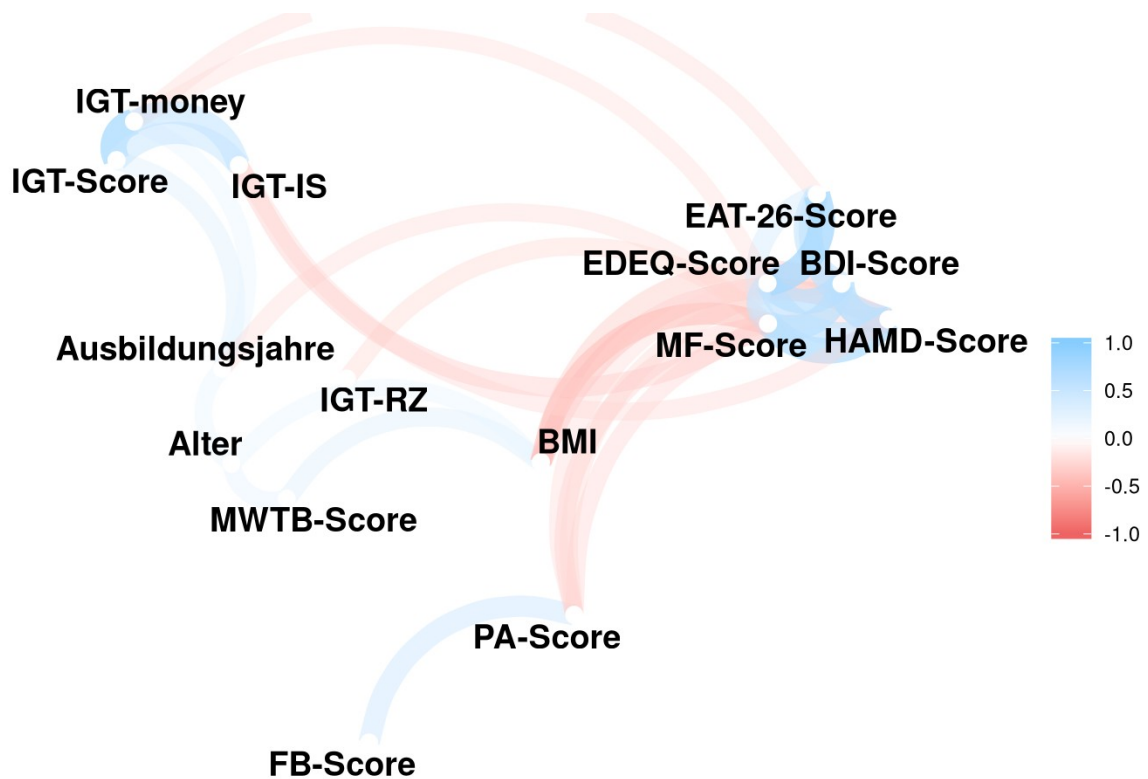 IGT-money
IGT-Score
IGT-IS
EAT-26-Score
EDEQ-Score
BDI-Score
MF-Score
HAMD-Score
Ausbildungsjahre
IGT-RZ
Alter
BMI
MWTB-Score
PA-Score
FB-Score
1.0
0.5
0.0
-0.5
-1.0